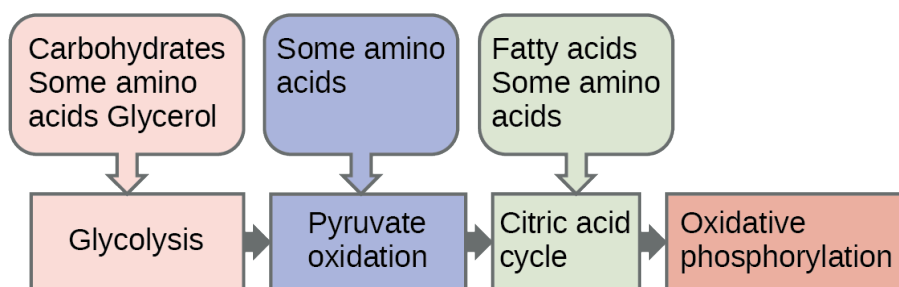 Carbohydrates
Some amino
acids Glycerol
Some amino
acids
Fatty acids
Some amino
acids
Glycolysis
Pyruvate
oxidation
Citric acid
cycle
Oxidative
phosphorylation